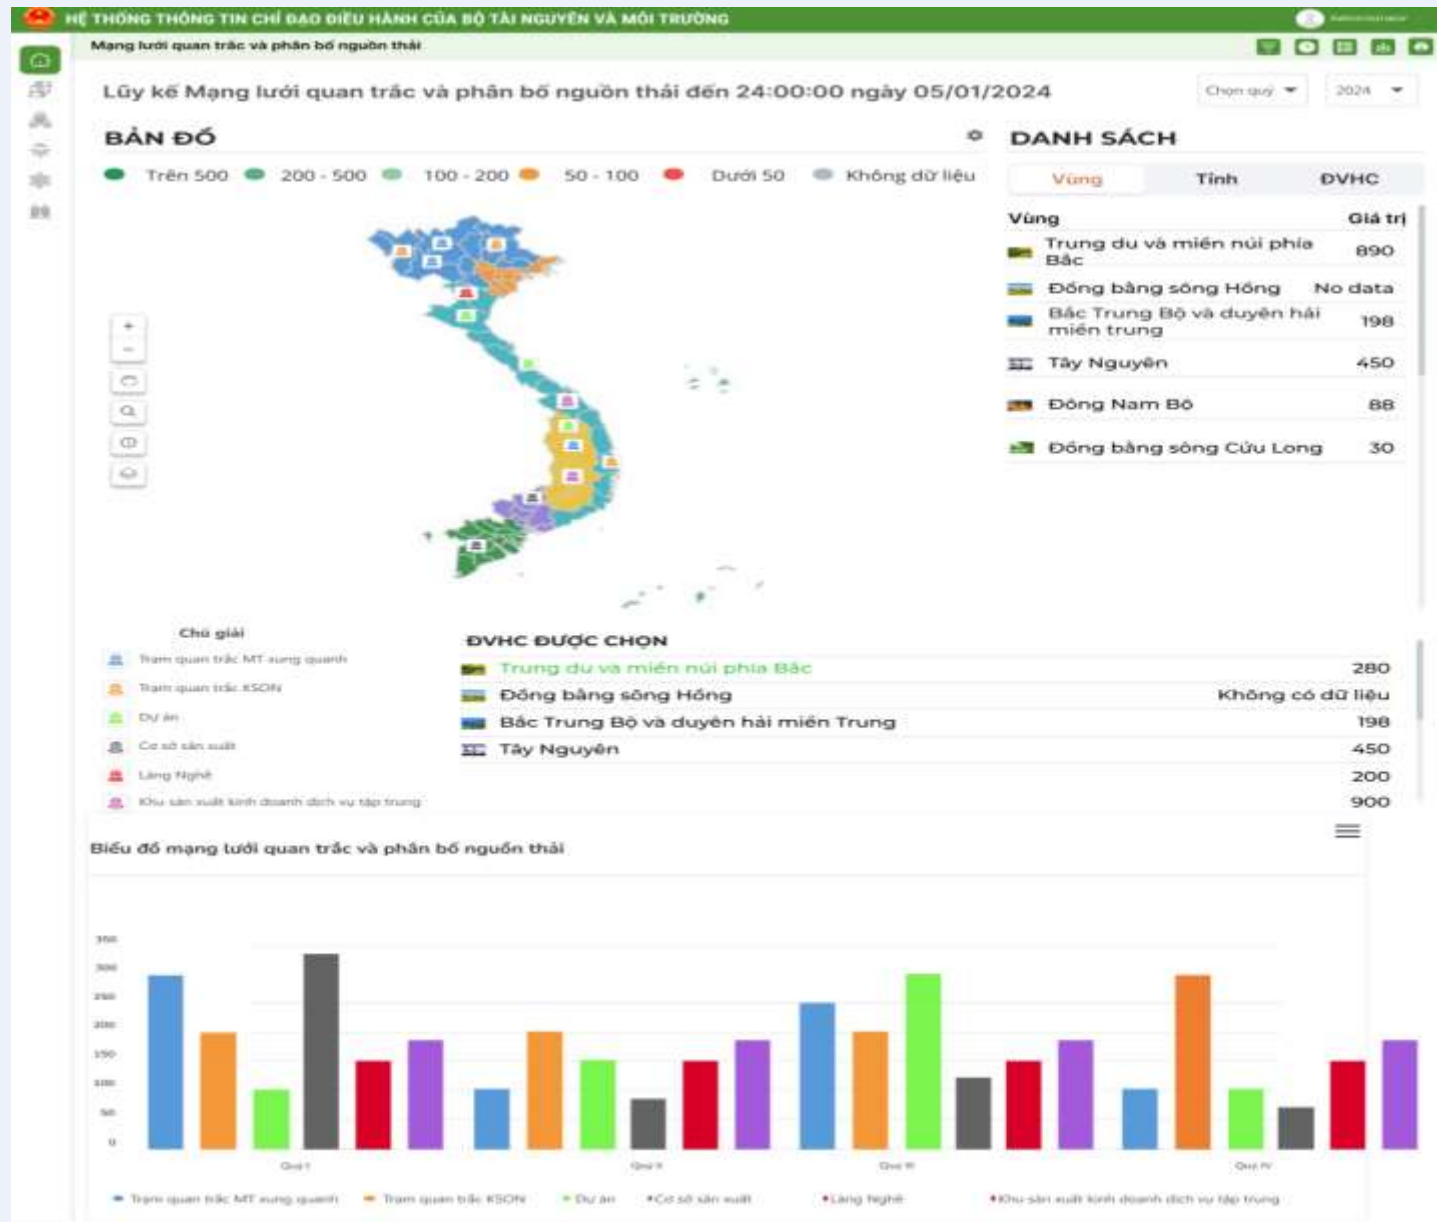 HỆ THỐNG THÔNG TIN CHỈ ĐẠO ĐIỀU HÀNH CỦA BỘ TÀI NGUYÊN VÀ MÔI TRƯỜNG
Administrator
Mạng lưới quan trắc và phân bố nguồn thải
Lũy kế Mạng lưới quan trắc và phân bố nguồn thải đến 24:00:00 ngày 05/01/2024
Chọn quý
2024
BẢN ĐỒ
Trên 500
200 - 500
100 - 200
50 - 100
Dưới 50
Không dữ liệu
DANH SÁCH
Vùng
Tỉnh
ĐVHC
Vùng Giá trị
Trung du và miền núi phía
Bắc
890
Đồng bằng sông Hồng No data
Bắc Trung Bộ và duyên hải
miền trung
198
Tây Nguyên 450
Đông Nam Bộ 88
Đồng bằng sông Cửu Long 30
Chú giải
Trạm quan trắc MT xung quanh
Trạm quan trắc KSON
Dự án
Cơ sở sản xuất
Làng Nghề
Khu sản xuất kinh doanh dịch vụ tập trung
ĐVHC ĐƯỢC CHỌN
Trung du và miền núi phía Bắc 280
Đồng bằng sông Hồng Không có dữ liệu
Bắc Trung Bộ và duyên hải miền Trung 198
Tây Nguyên 450
200
900
Biểu đồ mạng lưới quan trắc và phân bố nguồn thải
350
300
250
200
150
100
50
0
Quý I
Quý II
Quý III
Quý IV
Trạm quan trắc MT xung quanh
Trạm quan trắc KSON
Dự án
Cơ sở sản xuất
Làng Nghề
Khu sản xuất kinh doanh dịch vụ tập trung